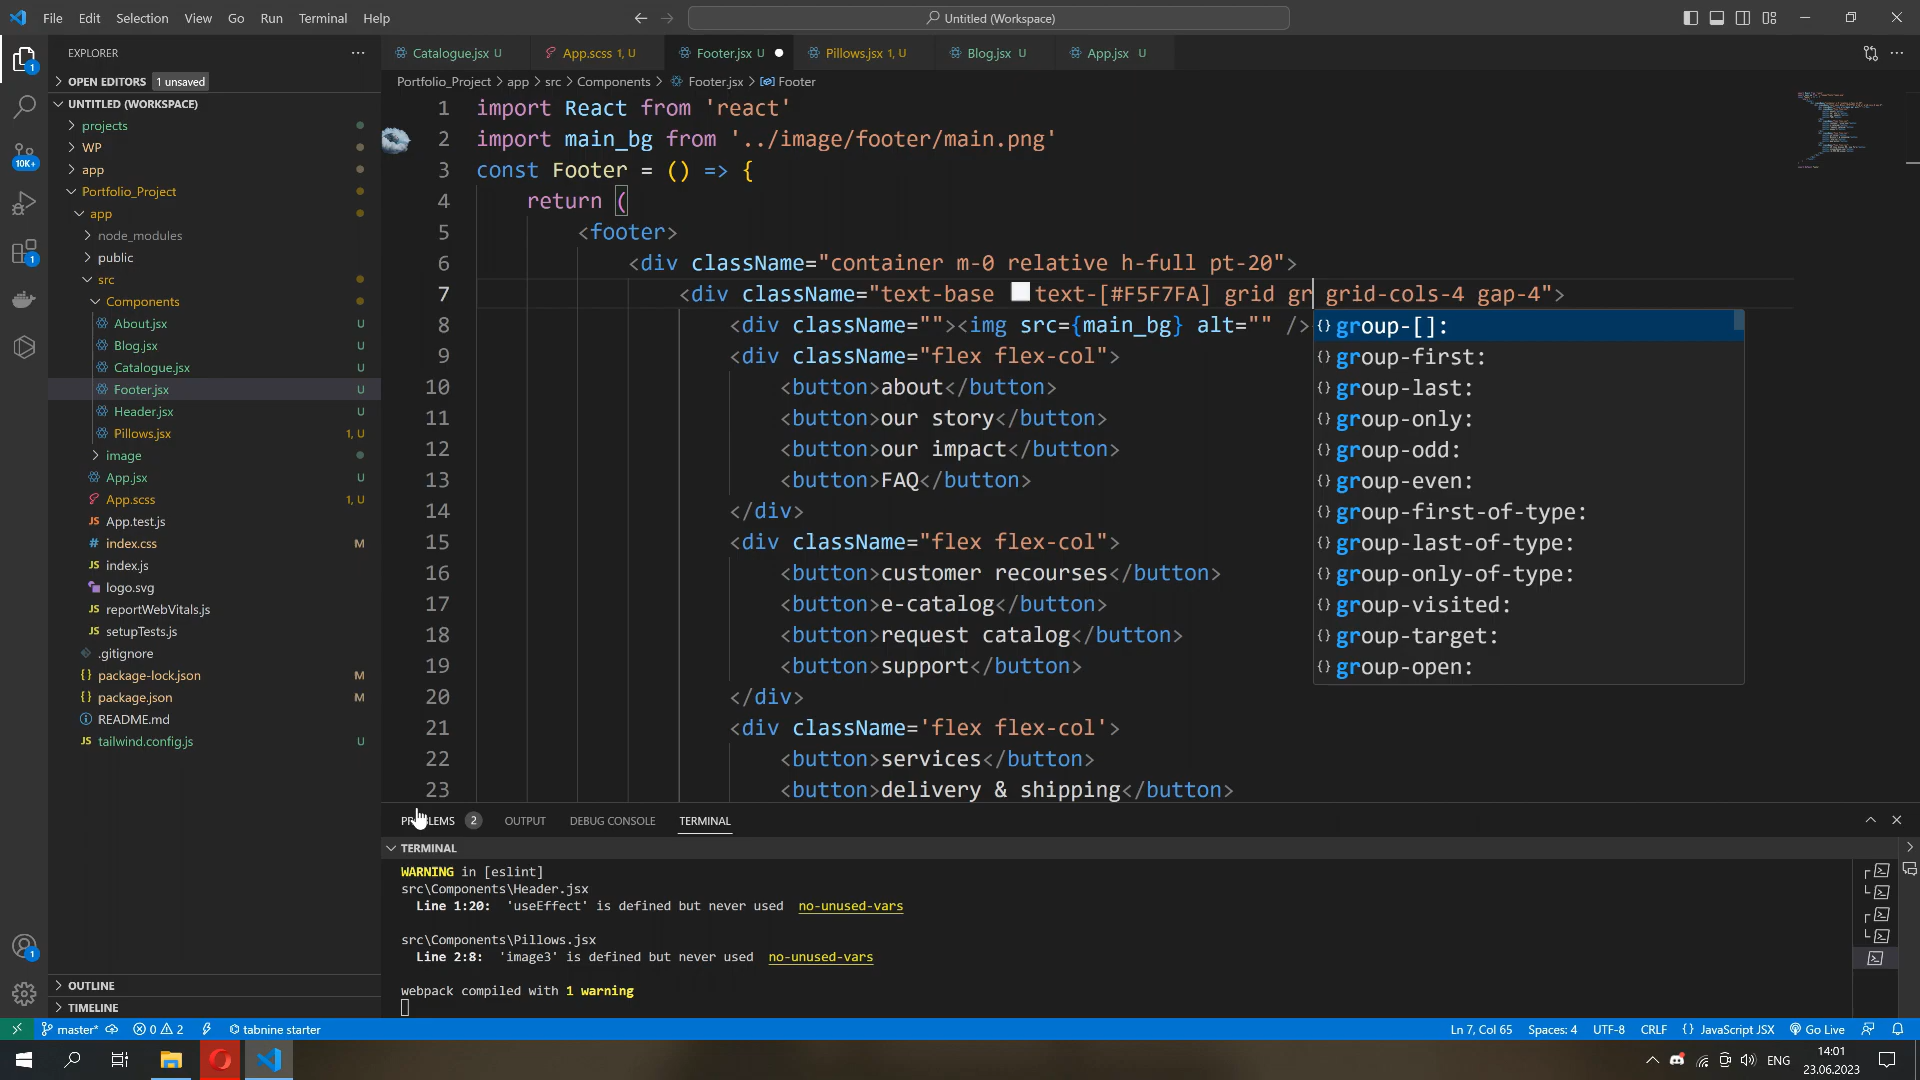 File Edit Selection View Go Run Terminal Help
Untitled (Workspace)
EXPLORER
OPEN EDITORS 1 unsaved
UNTITLED (WORKSPACE)
projects
WP
app
Portfolio_Project
app
node_modules
public
src
Components
About.jsx U
Blog.jsx U
Catalogue.jsx U
Footer.jsx U
Header.jsx U
Pillows.jsx 1, U
image
App.jsx U
App.scss 1, U
App.test.js
index.css M
index.js
logo.svg
reportWebVitals.js
setupTests.js
.gitignore
package-lock.json M
package.json M
README.md
tailwind.config.js U
OUTLINE
TIMELINE
1
10K+
1
1
Catalogue.jsx U App.scss 1, U Footer.jsx U Pillows.jsx 1, U Blog.jsx U App.jsx U
Portfolio_Project > app > src > Components > Footer.jsx > Footer
1 import React from 'react'
2 import main_bg from '../image/footer/main.png'
3 const Footer = () => {
4 return (
5 <footer>
6 <div className="container m-0 relative h-full pt-20">
7 <div className="text-base text-[#F5F7FA] grid gr grid-cols-4 gap-4">
8 <div className=""><img src={main_bg} alt="" />
9 <div className="flex flex-col">
10 <button>about</button>
11 <button>our story</button>
12 <button>our impact</button>
13 <button>FAQ</button>
14 </div>
15 <div className="flex flex-col">
16 <button>customer recourses</button>
17 <button>e-catalog</button>
18 <button>request catalog</button>
19 <button>support</button>
20 </div>
21 <div className='flex flex-col'>
22 <button>services</button>
23 <button>delivery & shipping</button>
group-[]:
group-first:
group-last:
group-only:
group-odd:
group-even:
group-first-of-type:
group-last-of-type:
group-only-of-type:
group-visited:
group-target:
group-open:
PROBLEMS 2 OUTPUT DEBUG CONSOLE TERMINAL
TERMINAL
WARNING in [eslint]
src\Components\Header.jsx
Line 1:20: 'useEffect' is defined but never used no-unused-vars
src\Components\Pillows.jsx
Line 2:8: 'image3' is defined but never used no-unused-vars
webpack compiled with 1 warning
master* 0 2 tabnine starter
Ln 7, Col 65 Spaces: 4 UTF-8 CRLF {} JavaScript JSX Go Live
ENG
14:01
23.06.2023